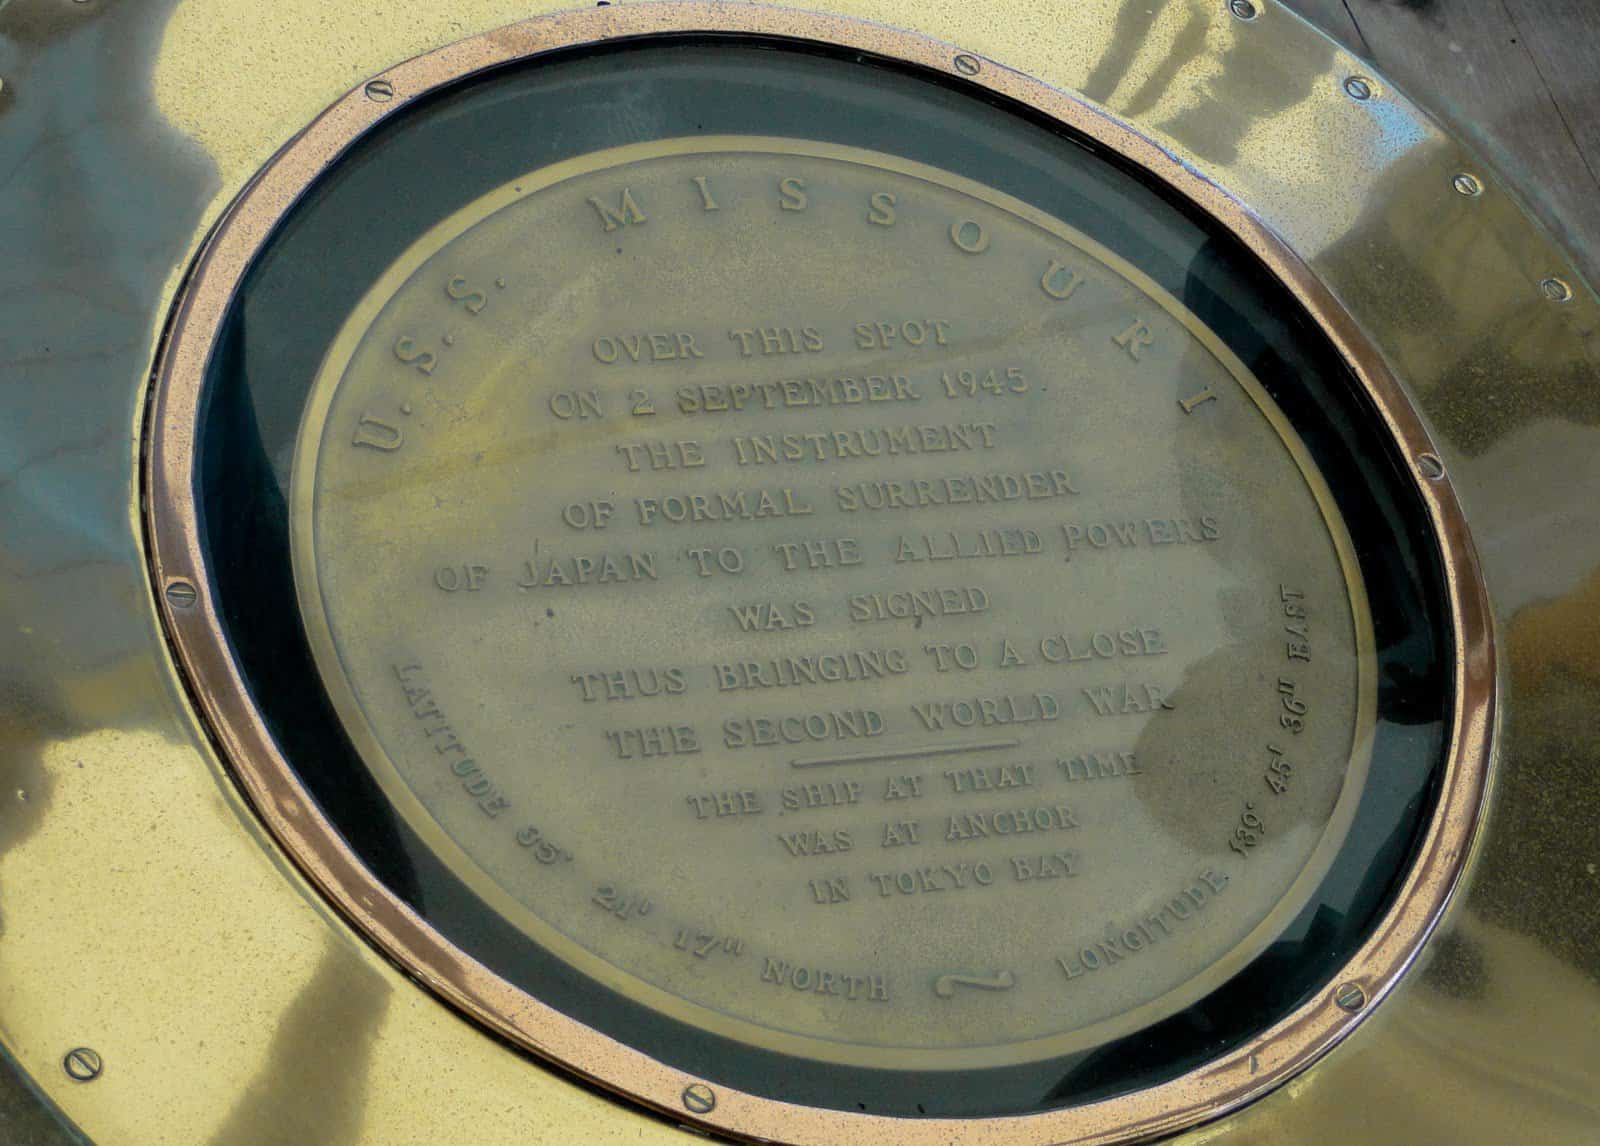 U.S.S. MISSOURI
OVER THIS SPOT
ON 2 SEPTEMBER 1945
THE INSTRUMENT
OF FORMAL SURRENDER
OF JAPAN TO THE ALLIED POWERS
WAS SIGNED
THUS BRINGING TO A CLOSE
THE SECOND WORLD WAR
THE SHIP AT THAT TIME
WAS AT ANCHOR
IN TOKYO BAY
LATITUDE 35° 21' 17" NORTH ~ LONGITUDE 139° 45' 36" EAST